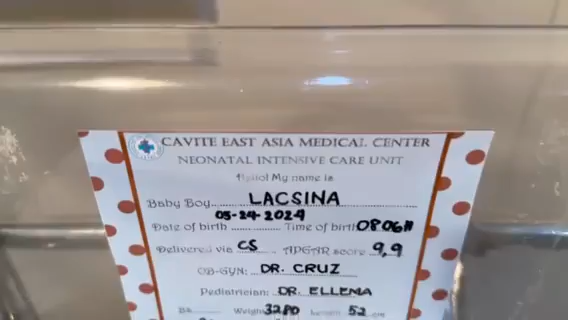 CAVITE EAST ASIA MEDICAL CENTER
NEONATAL INTENSIVE CARE UNIT
Hello! My name is
Baby Boy LACSINA
05-24-2024
Date of birth Time of birth 0806H
Delivered via CS APGAR score 9,9
OB-GYN: DR. CRUZ
Pediatrician: DR. ELLEMA
Weight 3280 52 cm